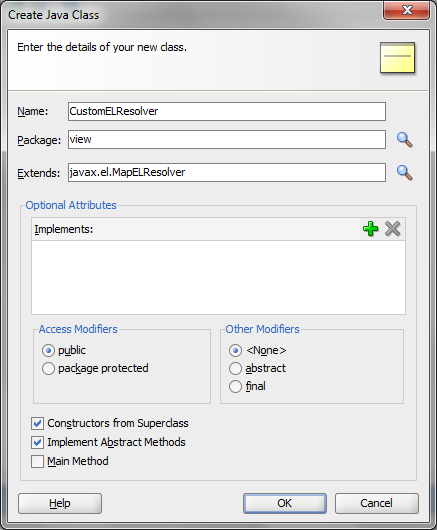 Create Java Class
Enter the details of your new class.
Name: CustomELResolver
Package: view
Extends: javax.el.MapELResolver
Optional Attributes
Implements:
Access Modifiers
public
package protected
Other Modifiers
<None>
abstract
final
Constructors from Superclass
Implement Abstract Methods
Main Method
Help OK Cancel